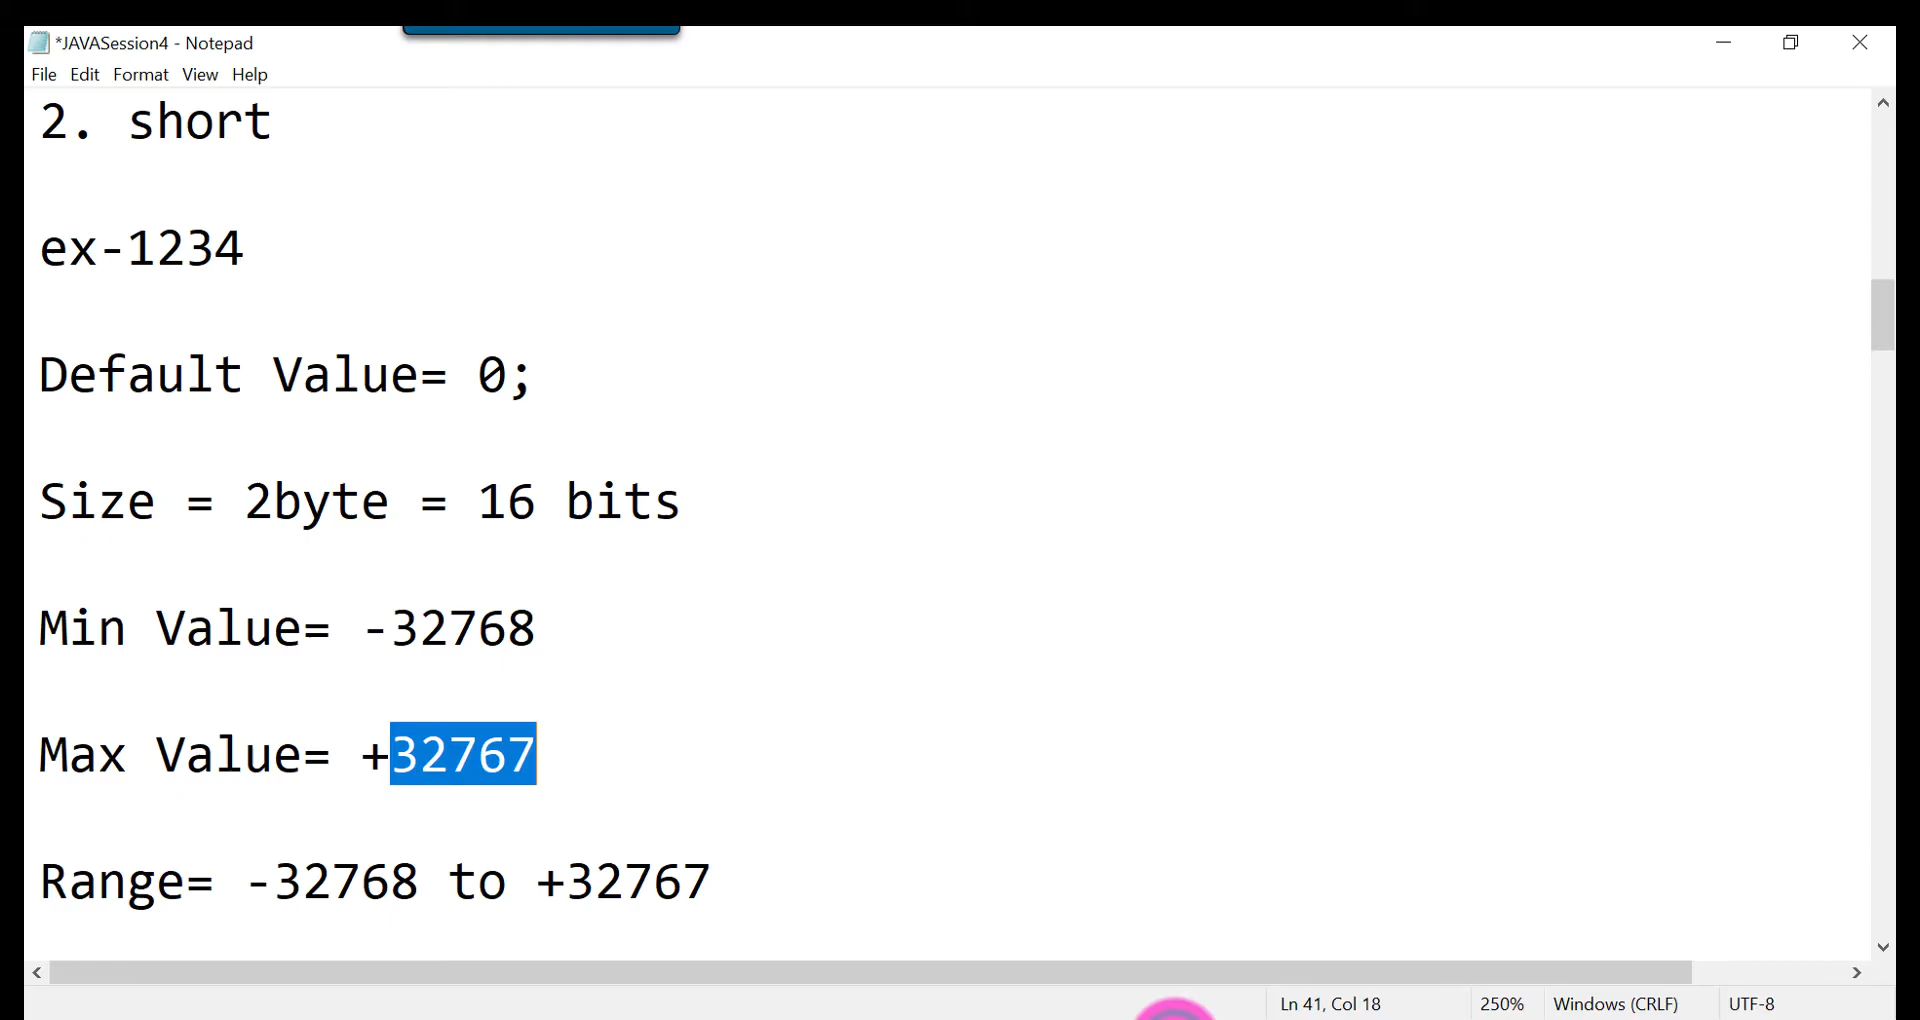 *JAVASession4 - Notepad
File Edit Format View Help
2. short
ex-1234
Default Value= 0;
Size = 2byte = 16 bits
Min Value= -32768
Max Value= +32767
Range= -32768 to +32767
Ln 41, Col 18 250% Windows (CRLF) UTF-8